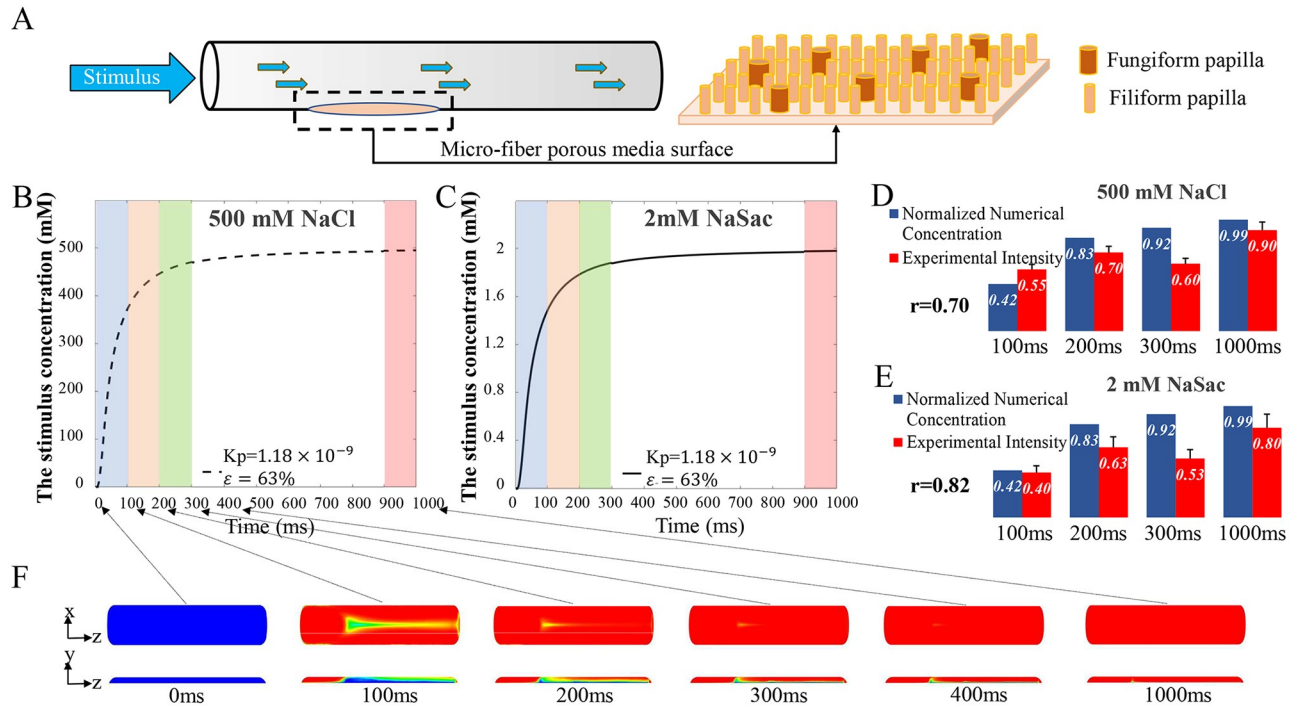 A
Stimulus
Fungiform papilla
Filiform papilla
Micro-fiber porous media surface
B
The stimulus concentration (mM)
500 mM NaCl
500
400
300
200
100
0
Kp=1.18 × 10⁻⁹
ε = 63%
0 100 200 300 400 500 600 700 800 900 1000
Time (ms)
C
The stimulus concentration (mM)
2mM NaSac
2
1.6
1.2
0.8
0.4
0
Kp=1.18 × 10⁻⁹
ε = 63%
0 100 200 300 400 500 600 700 800 900 1000
Time (ms)
D
500 mM NaCl
Normalized Numerical
Concentration
Experimental Intensity
r=0.70
0.42 0.55 0.83 0.70 0.92 0.60 0.99 0.90
100ms 200ms 300ms 1000ms
E
2 mM NaSac
Normalized Numerical
Concentration
Experimental Intensity
r=0.82
0.42 0.40 0.83 0.63 0.92 0.53 0.99 0.80
100ms 200ms 300ms 1000ms
F
x
z
y
z
0ms 100ms 200ms 300ms 400ms 1000ms